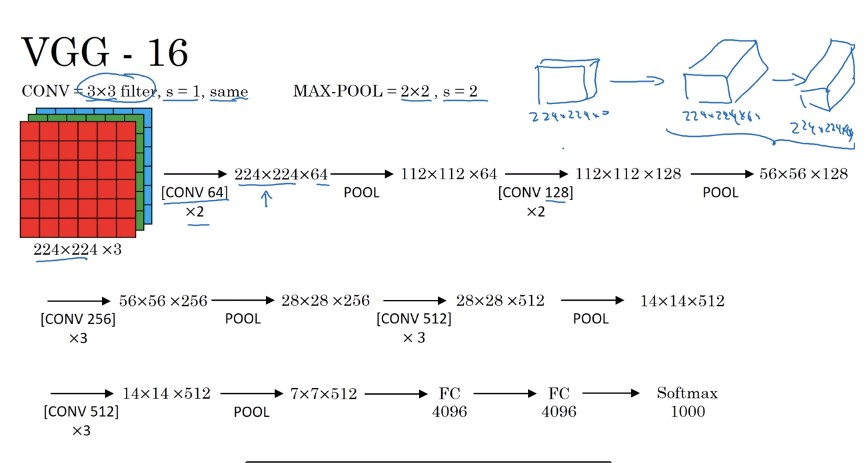 VGG - 16
CONV = 3×3 filter, s = 1, same
MAX-POOL = 2×2 , s = 2
224×224×3
224×224×64
224×224×64
224×224 ×3
[CONV 64]
×2
224×224×64
POOL
112×112 ×64
[CONV 128]
×2
112×112 ×128
POOL
56×56 ×128
[CONV 256]
×3
56×56 ×256
POOL
28×28 ×256
[CONV 512]
× 3
28×28 ×512
POOL
14×14×512
[CONV 512]
×3
14×14 ×512
POOL
7×7×512
FC
4096
FC
4096
Softmax
1000